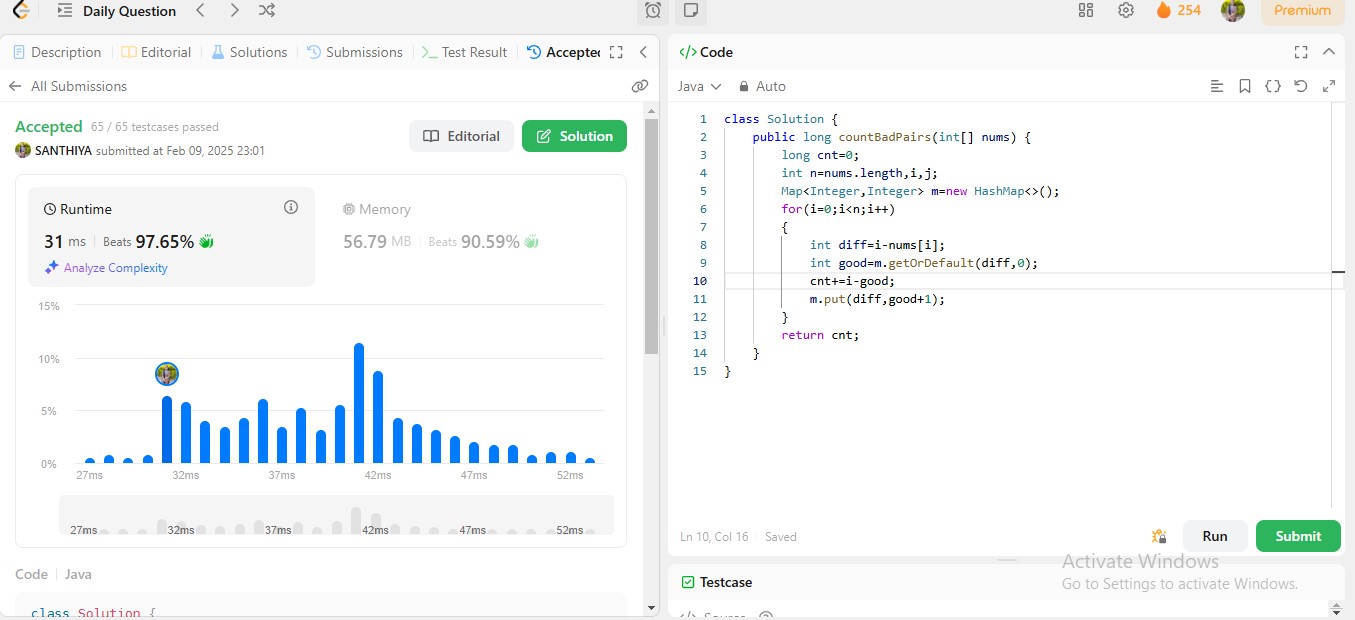 Daily Question
254
Premium
Description
Editorial
Solutions
Submissions
Test Result
Accepted
All Submissions
Accepted 65 / 65 testcases passed
SANTHIYA submitted at Feb 09, 2025 23:01
Editorial
Solution
Runtime
31 ms Beats 97.65%
Analyze Complexity
Memory
56.79 MB Beats 90.59%
15%
10%
5%
0%
27ms 32ms 37ms 42ms 47ms 52ms
27ms 32ms 37ms 42ms 47ms 52ms
Code Java
class Solution {
</> Code
Java Auto
1 class Solution {
2 public long countBadPairs(int[] nums) {
3 long cnt=0;
4 int n=nums.length,i,j;
5 Map<Integer,Integer> m=new HashMap<>();
6 for(i=0;i<n;i++)
7 {
8 int diff=i-nums[i];
9 int good=m.getOrDefault(diff,0);
10 cnt+=i-good;
11 m.put(diff,good+1);
12 }
13 return cnt;
14 }
15 }
Ln 10, Col 16 Saved
Run
Submit
Activate Windows
Go to Settings to activate Windows.
Testcase
</> Source